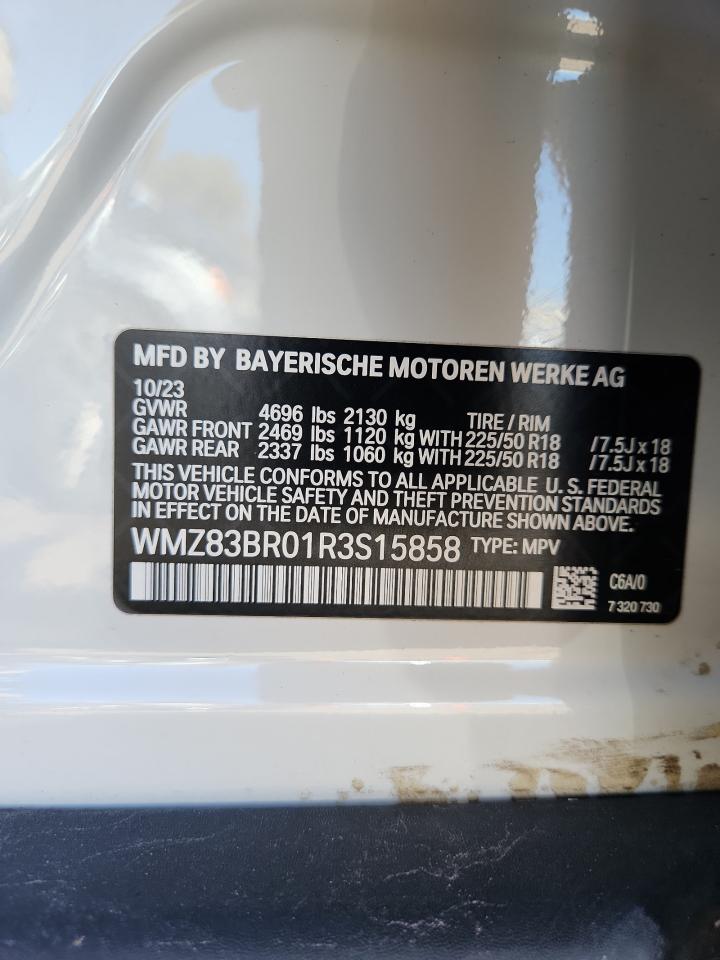 MFD BY BAYERISCHE MOTOREN WERKE AG
10/23
GVWR 4696 lbs 2130 kg TIRE / RIM
GAWR FRONT 2469 lbs 1120 kg WITH 225/50 R18 /7.5J x 18
GAWR REAR 2337 lbs 1060 kg WITH 225/50 R18 /7.5J x 18
THIS VEHICLE CONFORMS TO ALL APPLICABLE U. S. FEDERAL
MOTOR VEHICLE SAFETY AND THEFT PREVENTION STANDARDS
IN EFFECT ON THE DATE OF MANUFACTURE SHOWN ABOVE.
WMZ83BR01R3S15858 TYPE: MPV
C6A/0
7 320 730